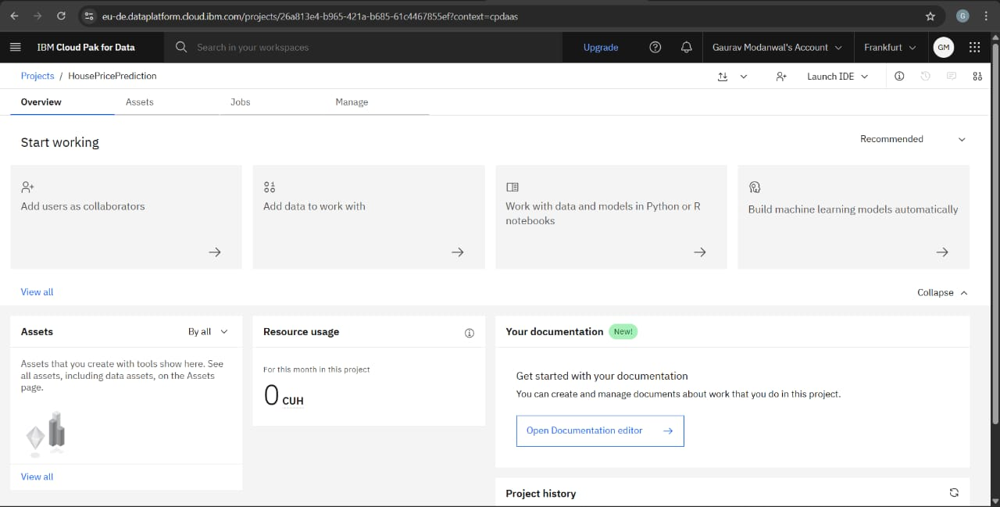 eu-de.dataplatform.cloud.ibm.com/projects/26a813e4-b965-421a-b685-61c4467855ef?context=cpdaas
G
IBM Cloud Pak for Data
Search in your workspaces
Upgrade
Gaurav Modanwal's Account
Frankfurt
GM
Projects / HousePricePrediction
Launch IDE
Overview
Assets
Jobs
Manage
Start working
Recommended
Add users as collaborators
Add data to work with
Work with data and models in Python or R
notebooks
Build machine learning models automatically
View all
Collapse
Assets
By all
Assets that you create with tools show here. See
all assets, including data assets, on the Assets
page.
View all
Resource usage
For this month in this project
0 CUH
Your documentation New!
Get started with your documentation
You can create and manage documents about work that you do in this project.
Open Documentation editor
Project history